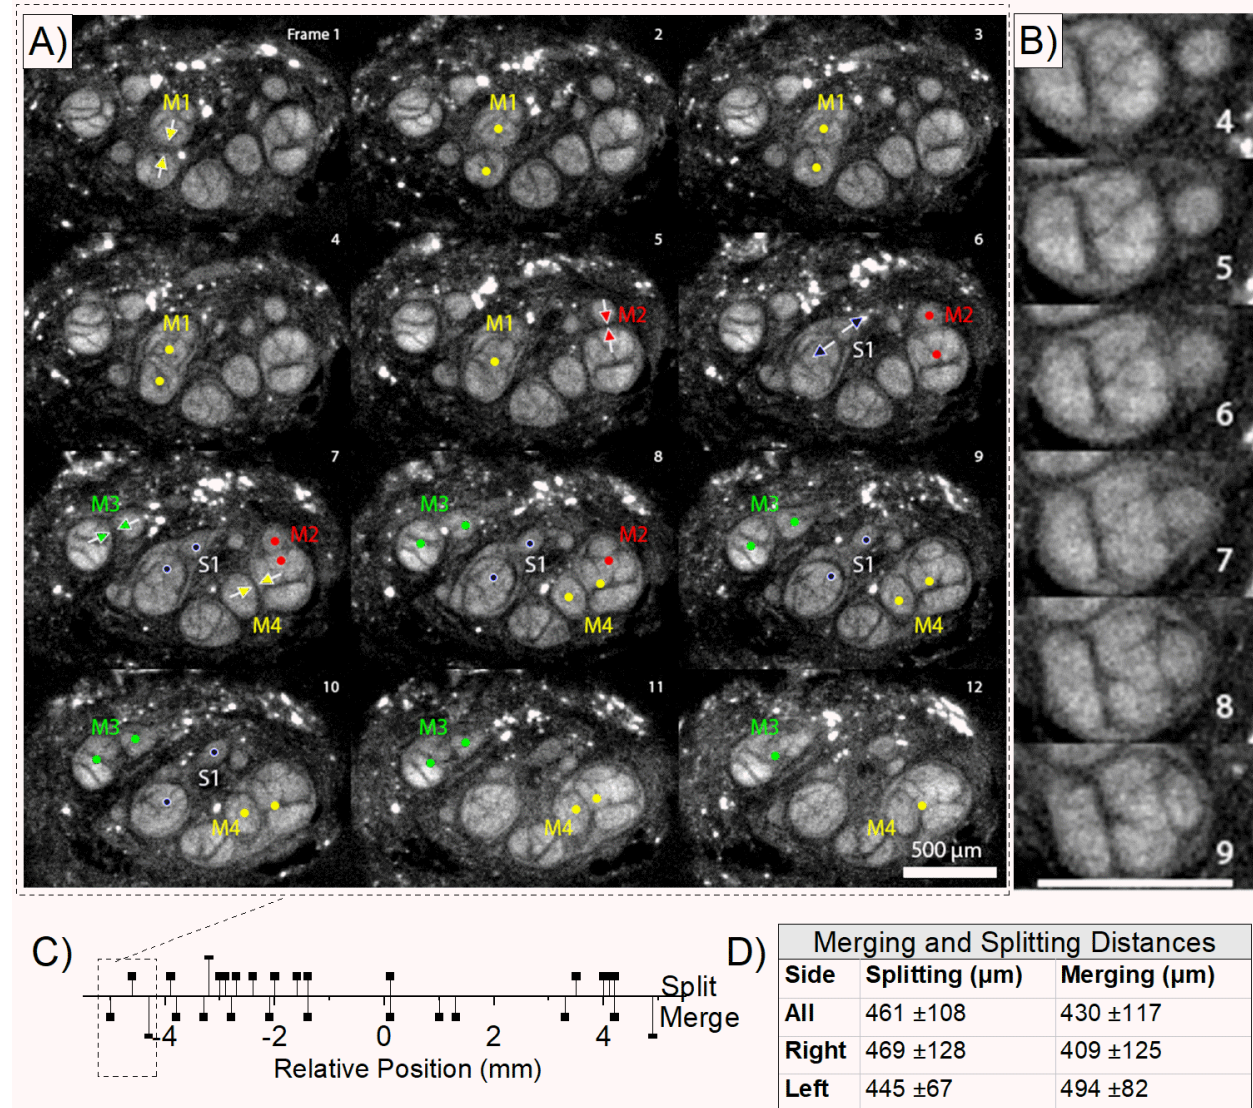 A)
Frame 1
2
3
M1
M1
M1
4
5
6
M1
M1
M2
M2
S1
7
8
9
M3
M2
S1
M4
M3
M2
S1
M4
M3
S1
M4
10
11
12
M3
S1
M4
M3
M4
M3
M4
500 µm
B)
4
5
6
7
8
9
C)
Split
Merge
-4
-2
0
2
4
Relative Position (mm)
D)
Merging and Splitting Distances
Side Splitting (µm) Merging (µm)
All 461 ±108 430 ±117
Right 469 ±128 409 ±125
Left 445 ±67 494 ±82